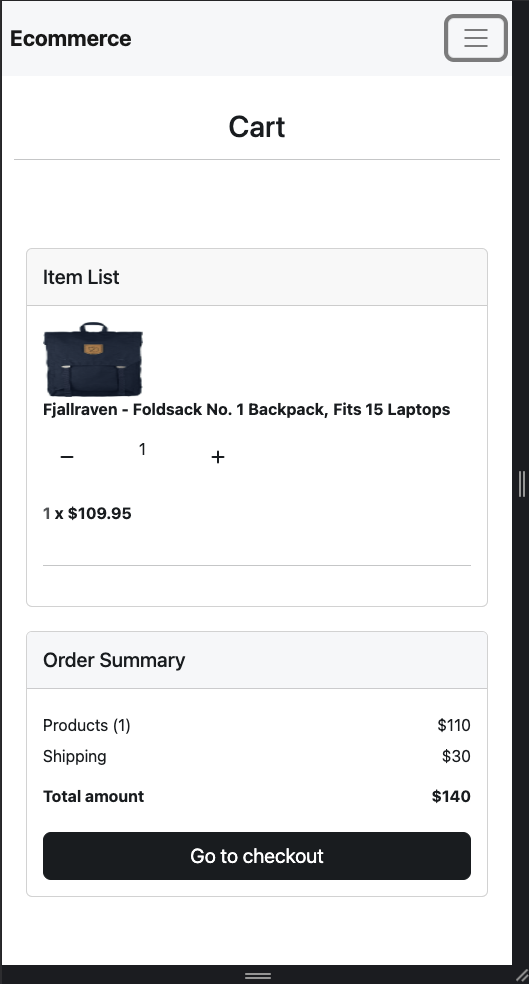 Ecommerce
Cart
Item List
Fjallraven - Foldsack No. 1 Backpack, Fits 15 Laptops
− 1 +
1 x $109.95
Order Summary
Products (1) $110
Shipping $30
Total amount $140
Go to checkout